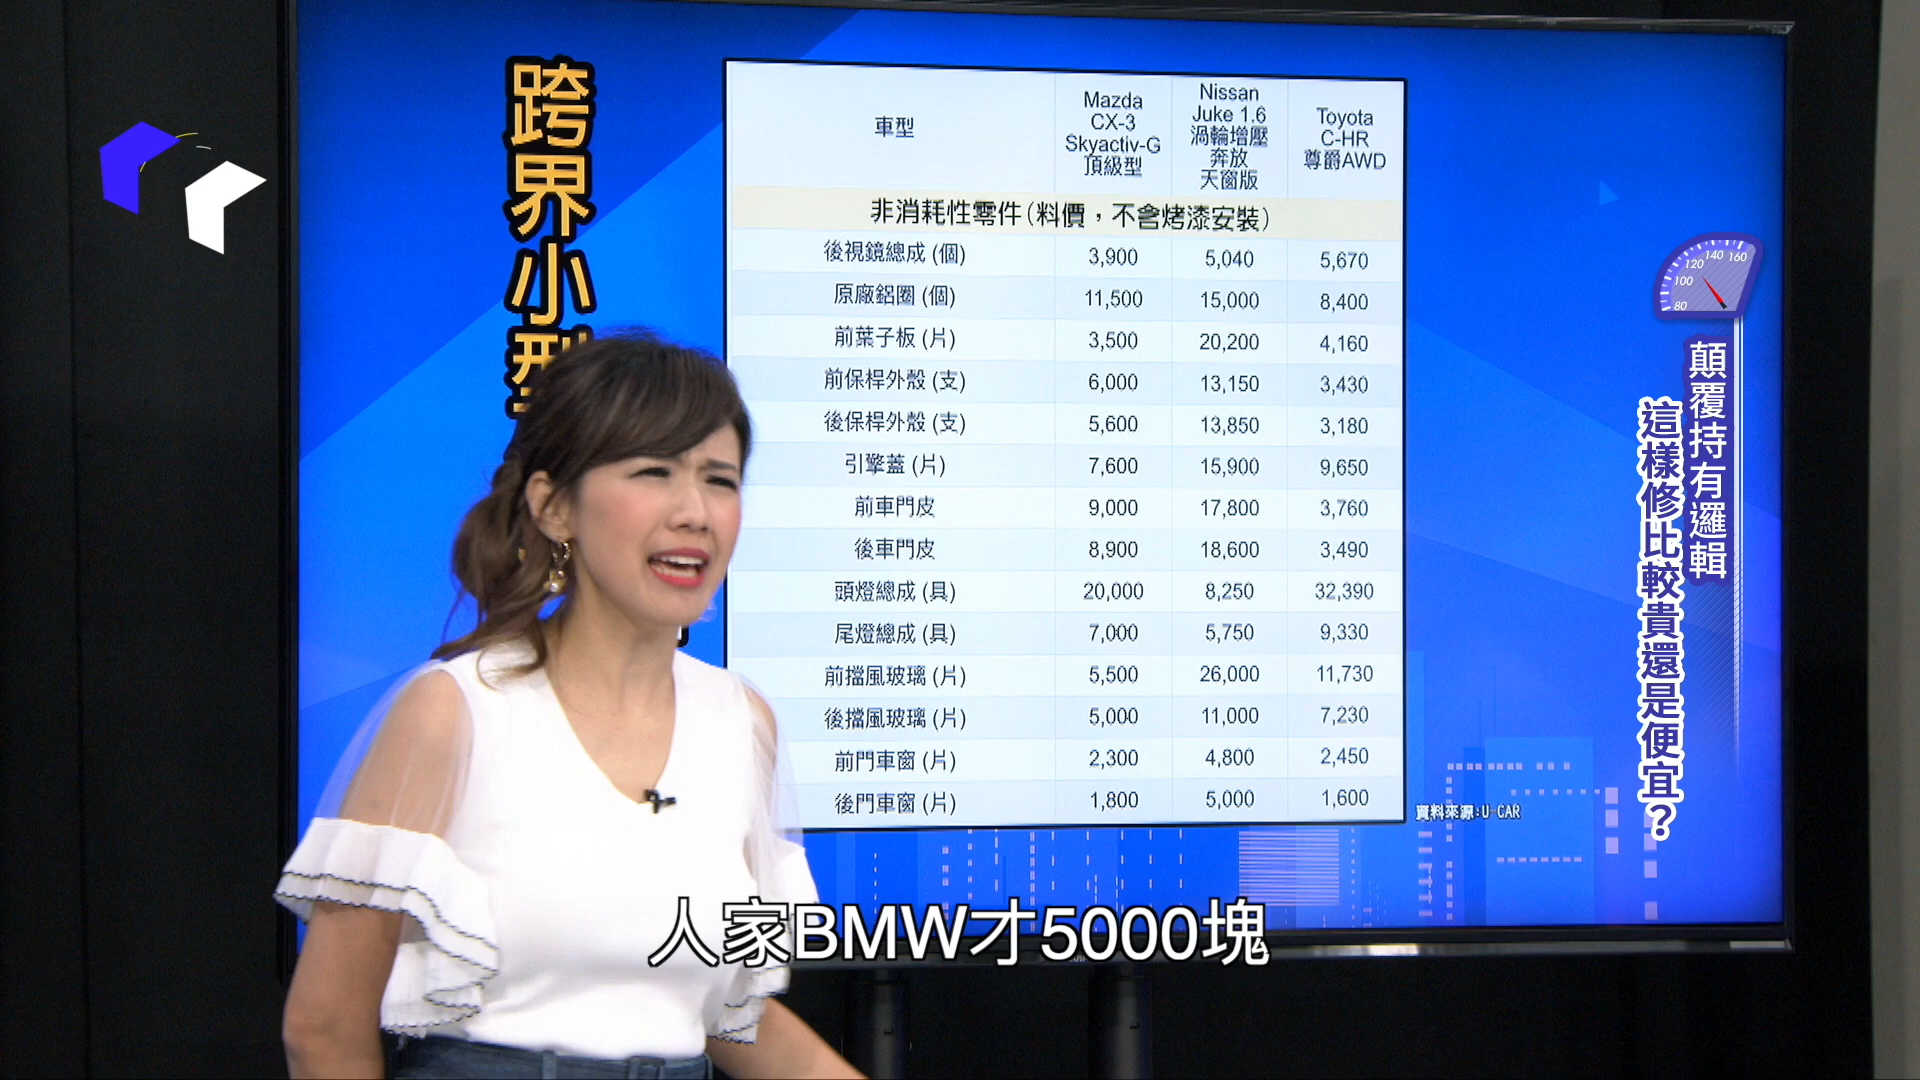 跨界小型
車型
Mazda
CX-3
Skyactiv-G
頂級型
Nissan
Juke 1.6
渦輪增壓
奔放
天窗版
Toyota
C-HR
尊爵AWD
非消耗性零件(料價，不含烤漆安裝)
後視鏡總成 (個) 3,900 5,040 5,670
原廠鋁圈 (個) 11,500 15,000 8,400
前葉子板 (片) 3,500 20,200 4,160
前保桿外殼 (支) 6,000 13,150 3,430
後保桿外殼 (支) 5,600 13,850 3,180
引擎蓋 (片) 7,600 15,900 9,650
前車門皮 9,000 17,800 3,760
後車門皮 8,900 18,600 3,490
頭燈總成 (具) 20,000 8,250 32,390
尾燈總成 (具) 7,000 5,750 9,330
前擋風玻璃 (片) 5,500 26,000 11,730
後擋風玻璃 (片) 5,000 11,000 7,230
前門車窗 (片) 2,300 4,800 2,450
後門車窗 (片) 1,800 5,000 1,600
資料來源:U-CAR
80 100 120 140 160
顛覆持有邏輯
這樣修比較貴還是便宜？
人家BMW才5000塊